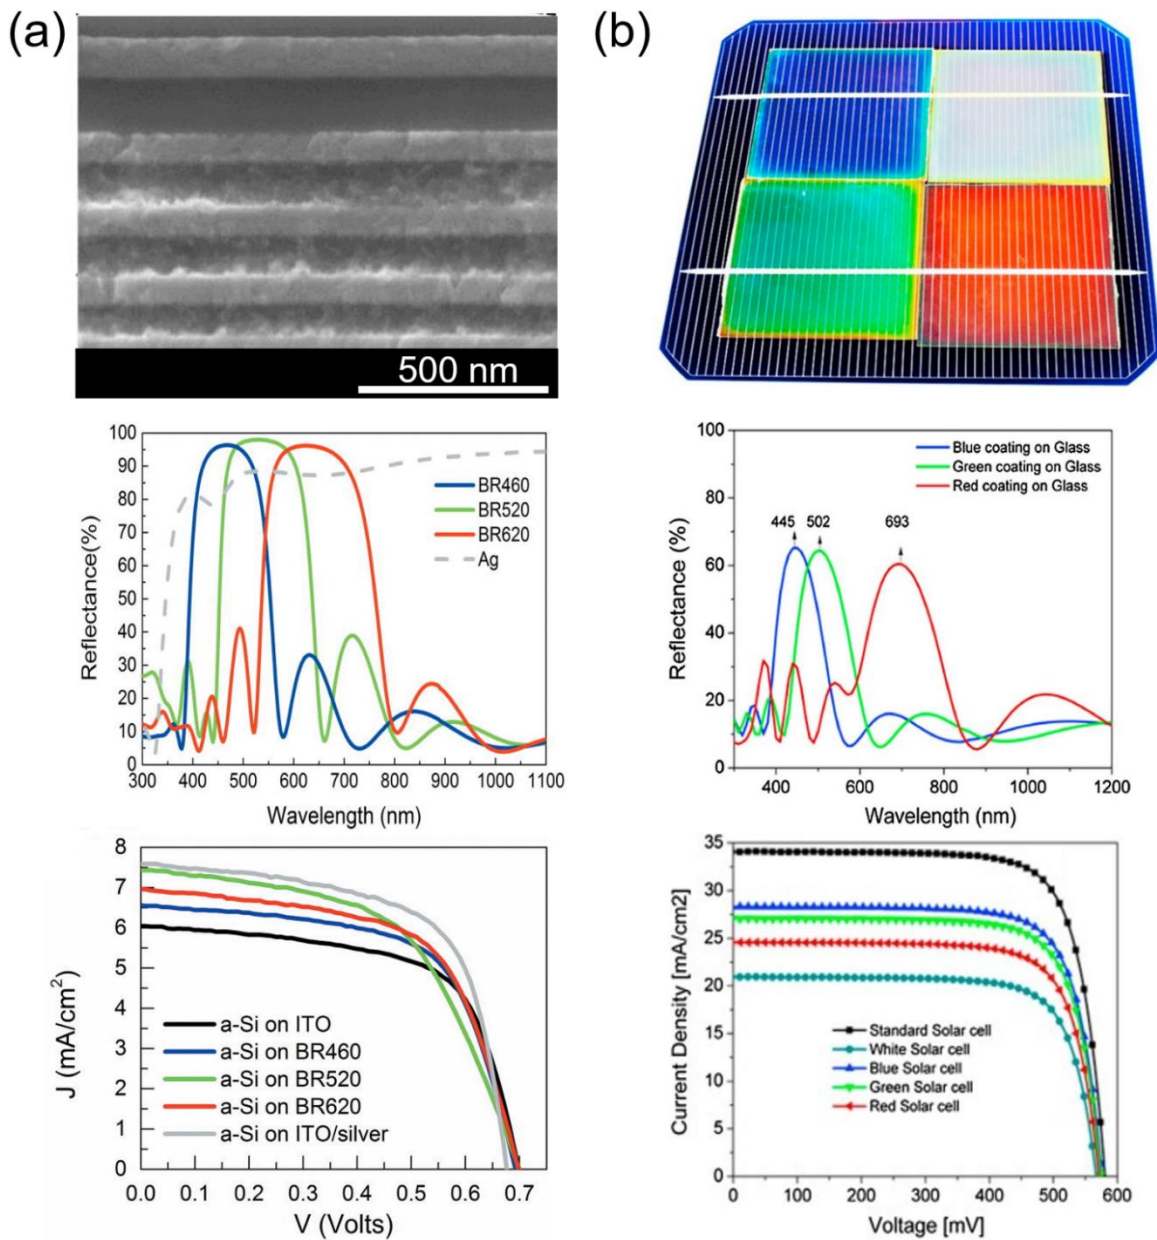 (a)
500 nm
(b)
100
90
80
70
60
50
40
30
20
10
0
300 400 500 600 700 800 900 1000 1100
Reflectance(%)
Wavelength (nm)
BR460
BR520
BR620
Ag
100
80
60
40
20
0
400 600 800 1000 1200
Reflectance (%)
Wavelength (nm)
Blue coating on Glass
Green coating on Glass
Red coating on Glass
445 502 693
8
7
6
5
4
3
2
1
0
0.0 0.1 0.2 0.3 0.4 0.5 0.6 0.7
J (mA/cm²)
V (Volts)
a-Si on ITO
a-Si on BR460
a-Si on BR520
a-Si on BR620
a-Si on ITO/silver
35
30
25
20
15
10
5
0
0 100 200 300 400 500 600
Current Density [mA/cm2]
Voltage [mV]
Standard Solar cell
White Solar cell
Blue Solar cell
Green Solar cell
Red Solar cell